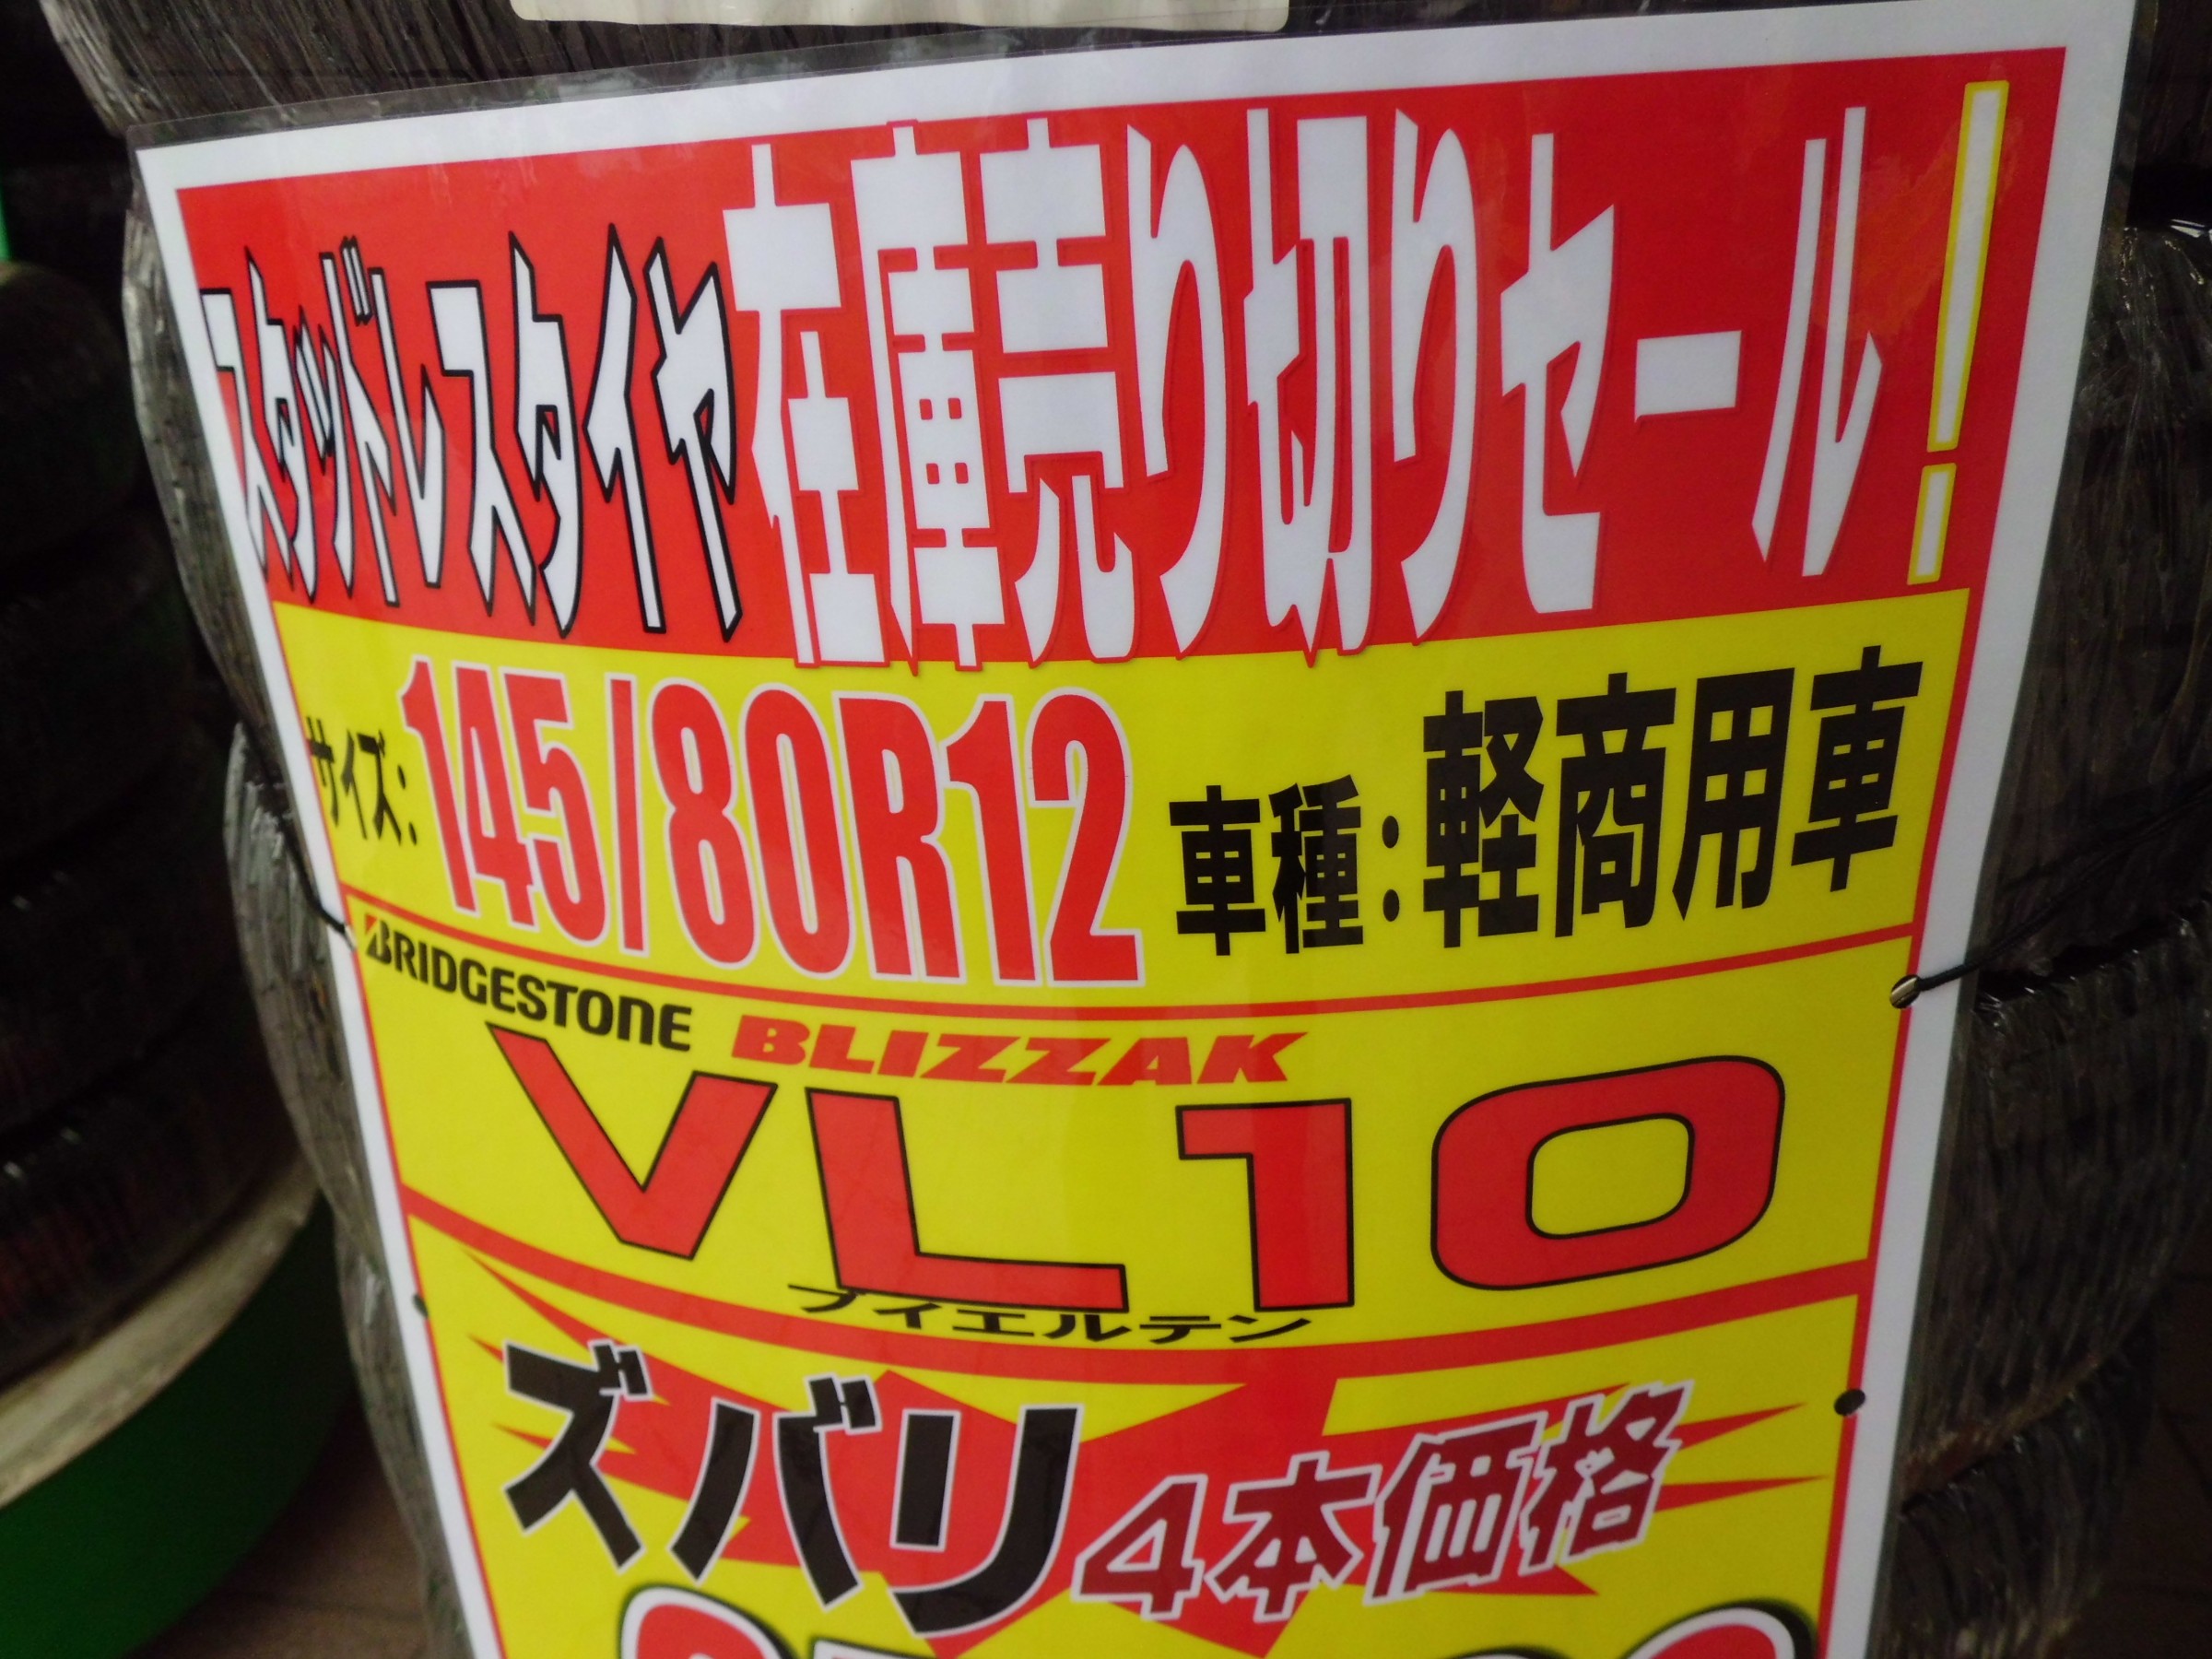 スタッドレスタイヤ在庫売り切りセール!
サイズ:145/80R12 車種:軽商用車
BRIDGESTONE BLIZZAK
VL10
ブイエルテン
ズバリ4本価格